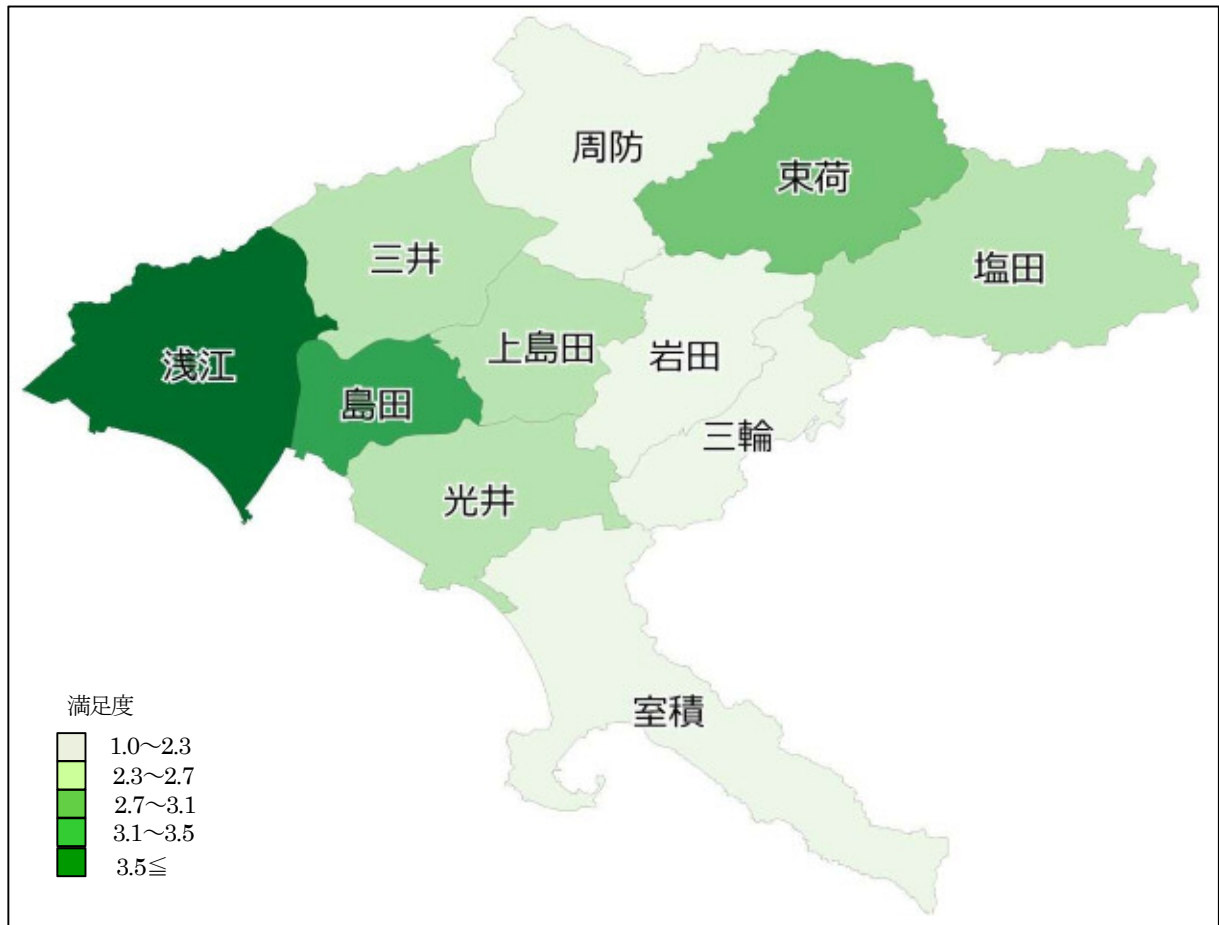 周防
束荷
三井
塩田
上島田
岩田
浅江
島田
三輪
光井
室積
満足度
1.0～2.3
2.3～2.7
2.7～3.1
3.1～3.5
3.5≦